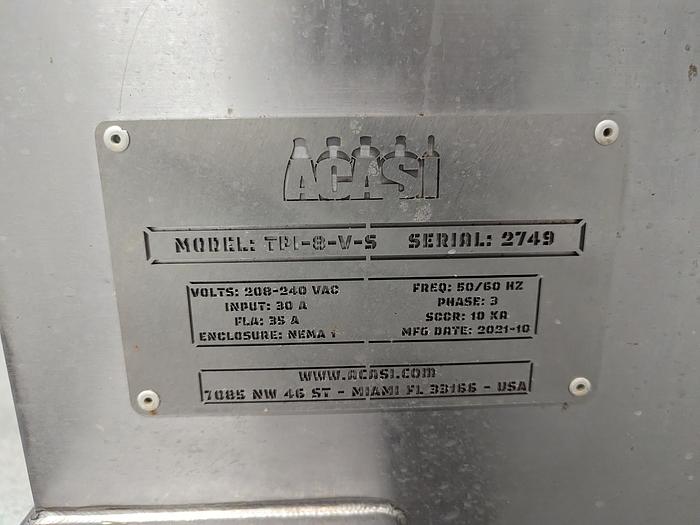 ACASI
MODEL: TPI-8-V-S SERIAL: 2749
VOLTS: 208-240 VAC FREQ: 50/60 HZ
INPUT: 30 A PHASE: 3
FLA: 35 A SCCR: 10 KA
ENCLOSURE: NEMA 1 MFG DATE: 2021-10
WWW.ACASI.COM
7085 NW 46 ST - MIAMI FL 33166 - USA